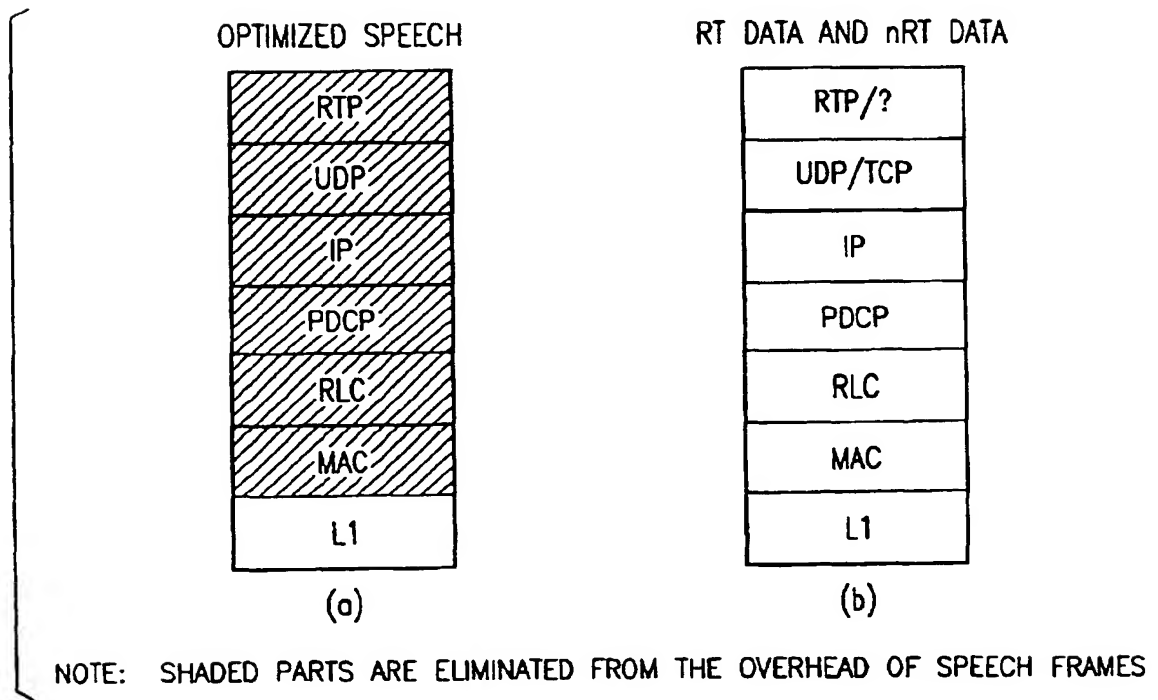 OPTIMIZED SPEECH
RTP
UDP
IP
PDCP
RLC
MAC
L1
(a)
RT DATA AND nRT DATA
RTP/?
UDP/TCP
IP
PDCP
RLC
MAC
L1
(b)
NOTE: SHADED PARTS ARE ELIMINATED FROM THE OVERHEAD OF SPEECH FRAMES